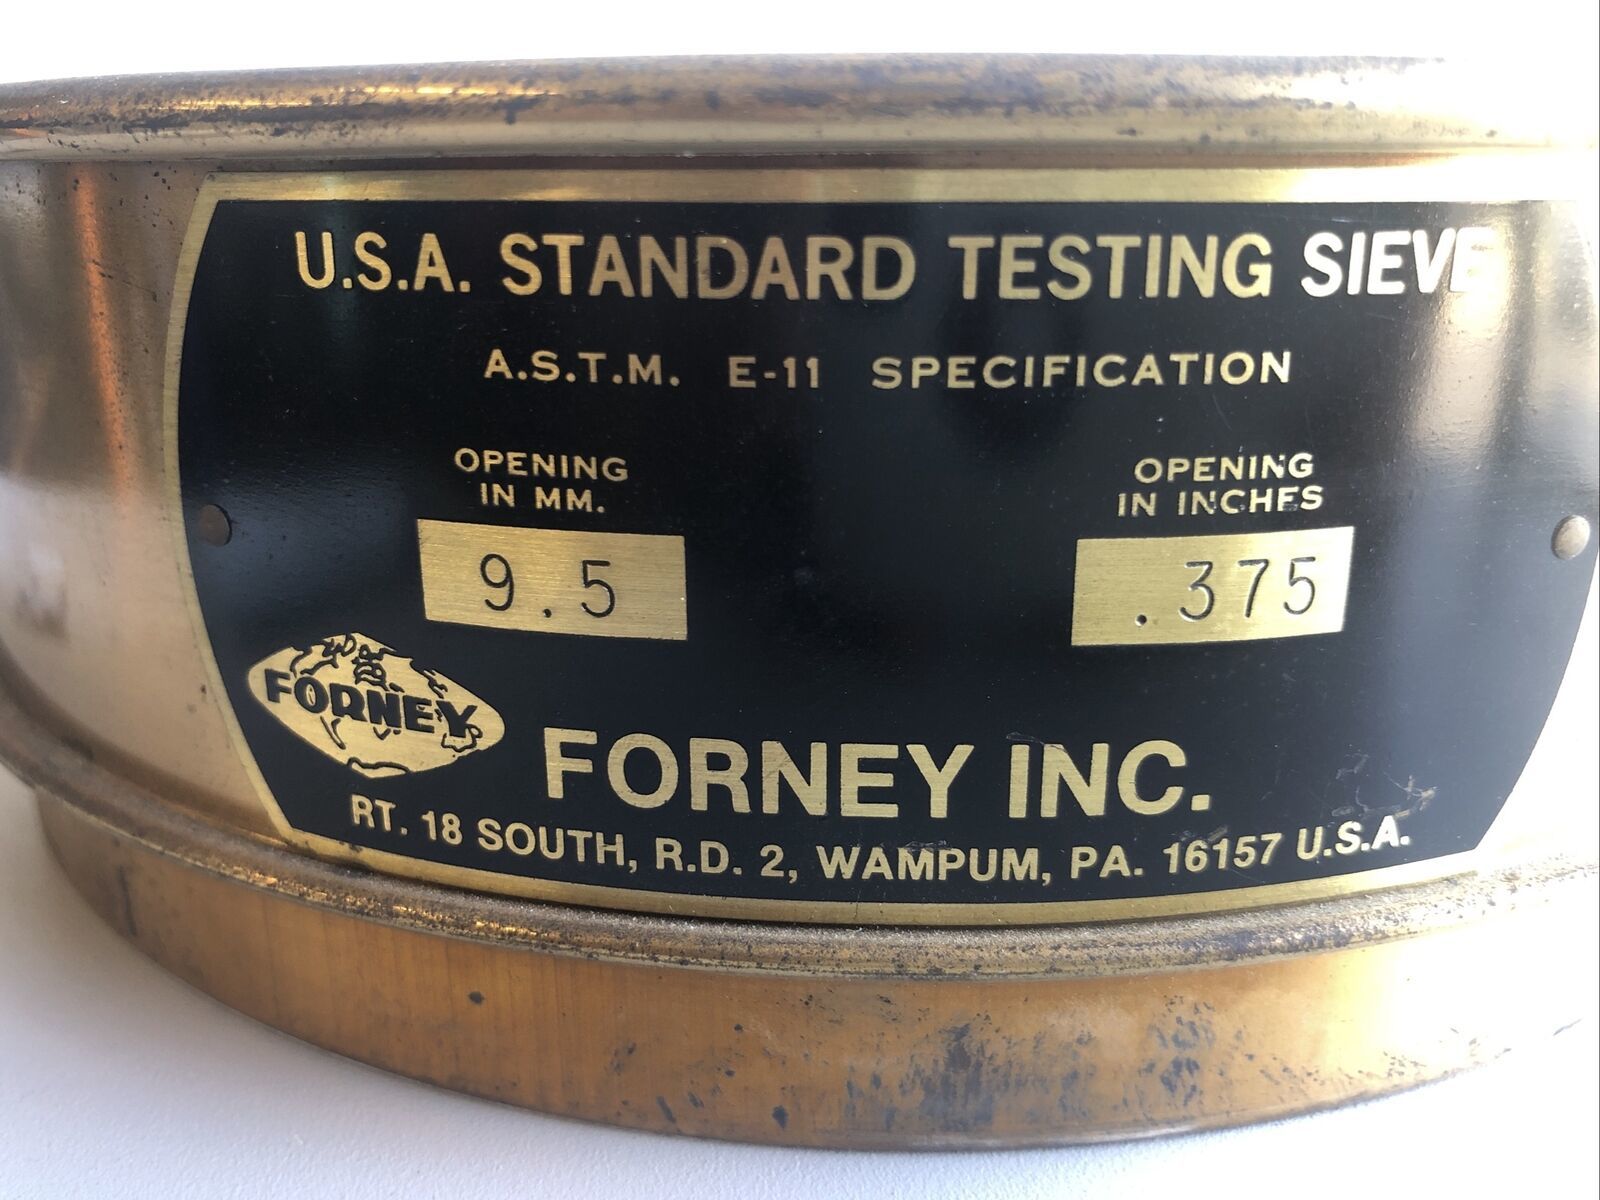 U.S.A. STANDARD TESTING SIEVE
A.S.T.M. E-11 SPECIFICATION
OPENING
IN MM.
9.5
OPENING
IN INCHES
.375
FORNEY
FORNEY INC.
RT. 18 SOUTH, R.D. 2, WAMPUM, PA. 16157 U.S.A.